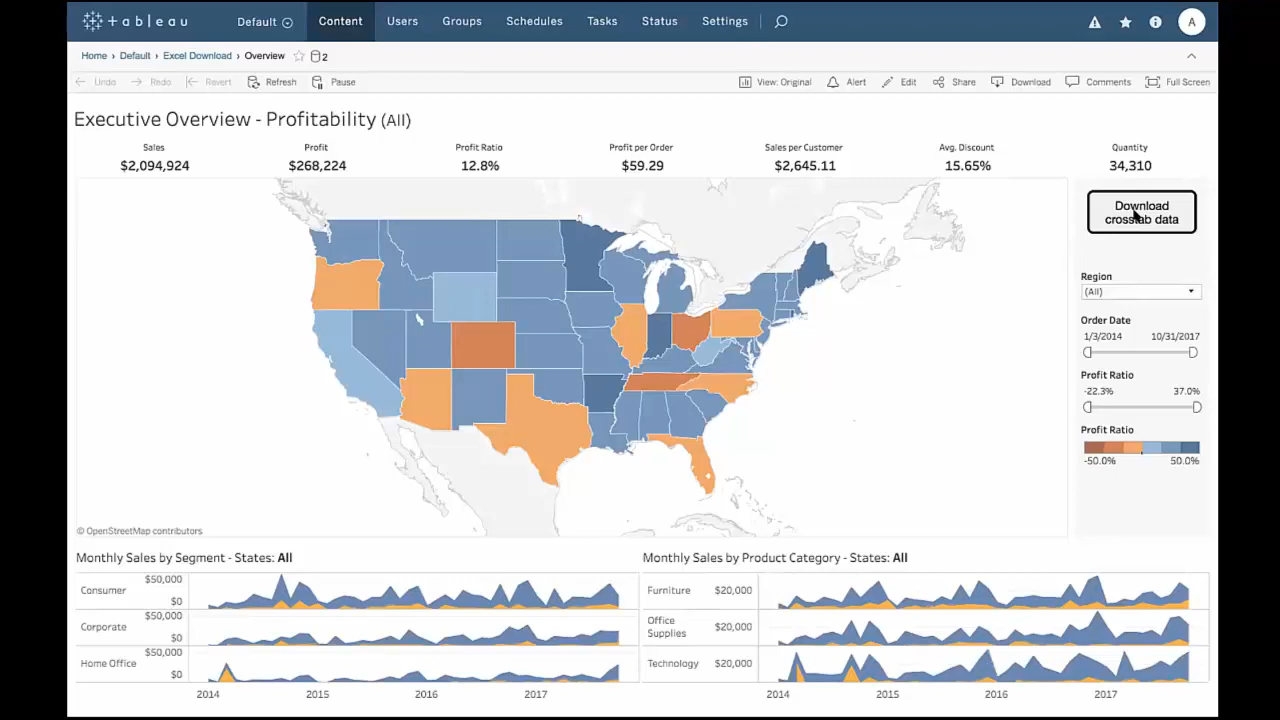 +ableau
Default
Content
Users
Groups
Schedules
Tasks
Status
Settings
A
Home › Default › Excel Download › Overview
2
Undo
Redo
Revert
Refresh
Pause
View: Original
Alert
Edit
Share
Download
Comments
Full Screen
Executive Overview - Profitability (All)
Sales
Profit
Profit Ratio
Profit per Order
Sales per Customer
Avg. Discount
Quantity
$2,094,924
$268,224
12.8%
$59.29
$2,645.11
15.65%
34,310
Download
crosstab data
Region
(All)
Order Date
1/3/2014
10/31/2017
Profit Ratio
-22.3%
37.0%
Profit Ratio
-50.0%
50.0%
© OpenStreetMap contributors
Monthly Sales by Segment - States: All
Consumer
$50,000
$0
Corporate
$50,000
$0
Home Office
$50,000
$0
2014
2015
2016
2017
Monthly Sales by Product Category - States: All
Furniture
$20,000
Office
Supplies
$20,000
Technology
$20,000
2014
2015
2016
2017